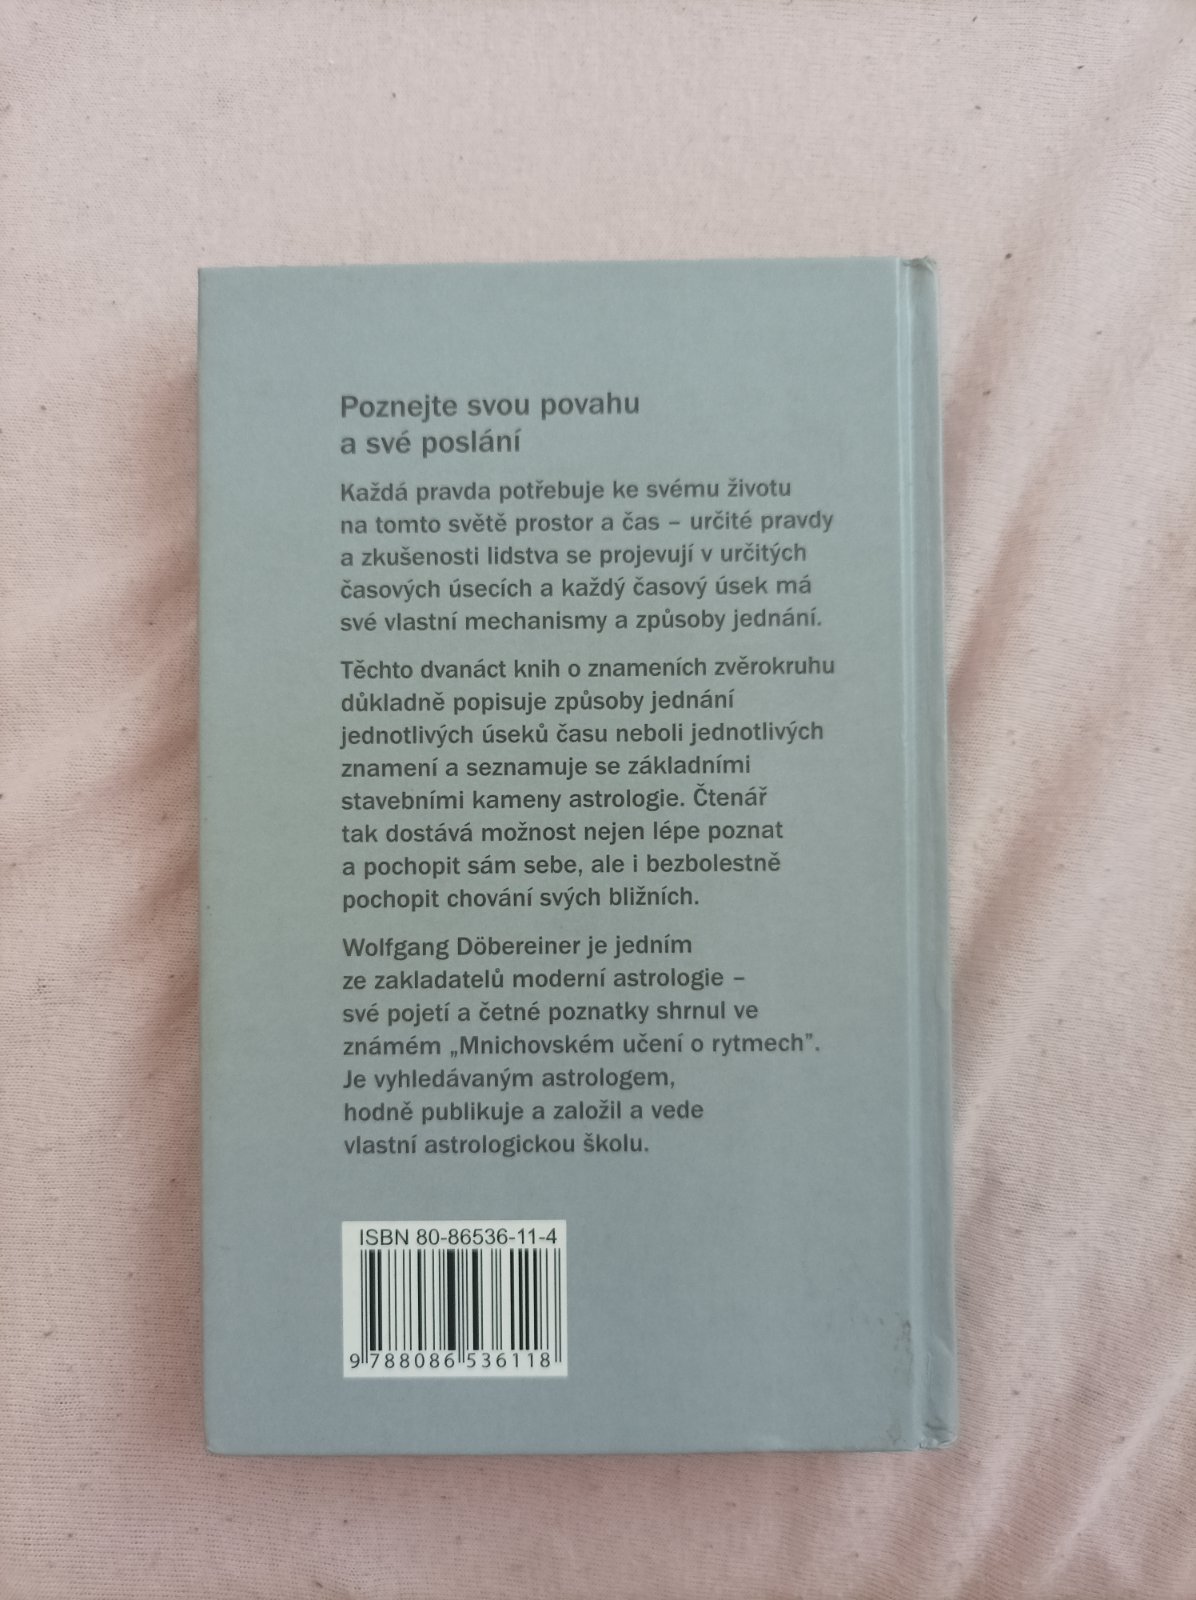 Poznejte svou povahu
a své poslání
Každá pravda potřebuje ke svému životu
na tomto světě prostor a čas – určité pravdy
a zkušenosti lidstva se projevují v určitých
časových úsecích a každý časový úsek má
své vlastní mechanismy a způsoby jednání.
Těchto dvanáct knih o znameních zvěrokruhu
důkladně popisuje způsoby jednání
jednotlivých úseků času neboli jednotlivých
znamení a seznamuje se základními
stavebními kameny astrologie. Čtenář
tak dostává možnost nejen lépe poznat
a pochopit sám sebe, ale i bezbolestně
pochopit chování svých bližních.
Wolfgang Döbereiner je jedním
ze zakladatelů moderní astrologie –
své pojetí a četné poznatky shrnul ve
známém „Mnichovském učení o rytmech".
Je vyhledávaným astrologem,
hodně publikuje a založil a vede
vlastní astrologickou školu.
ISBN 80-86536-11-4
9 788086 536118